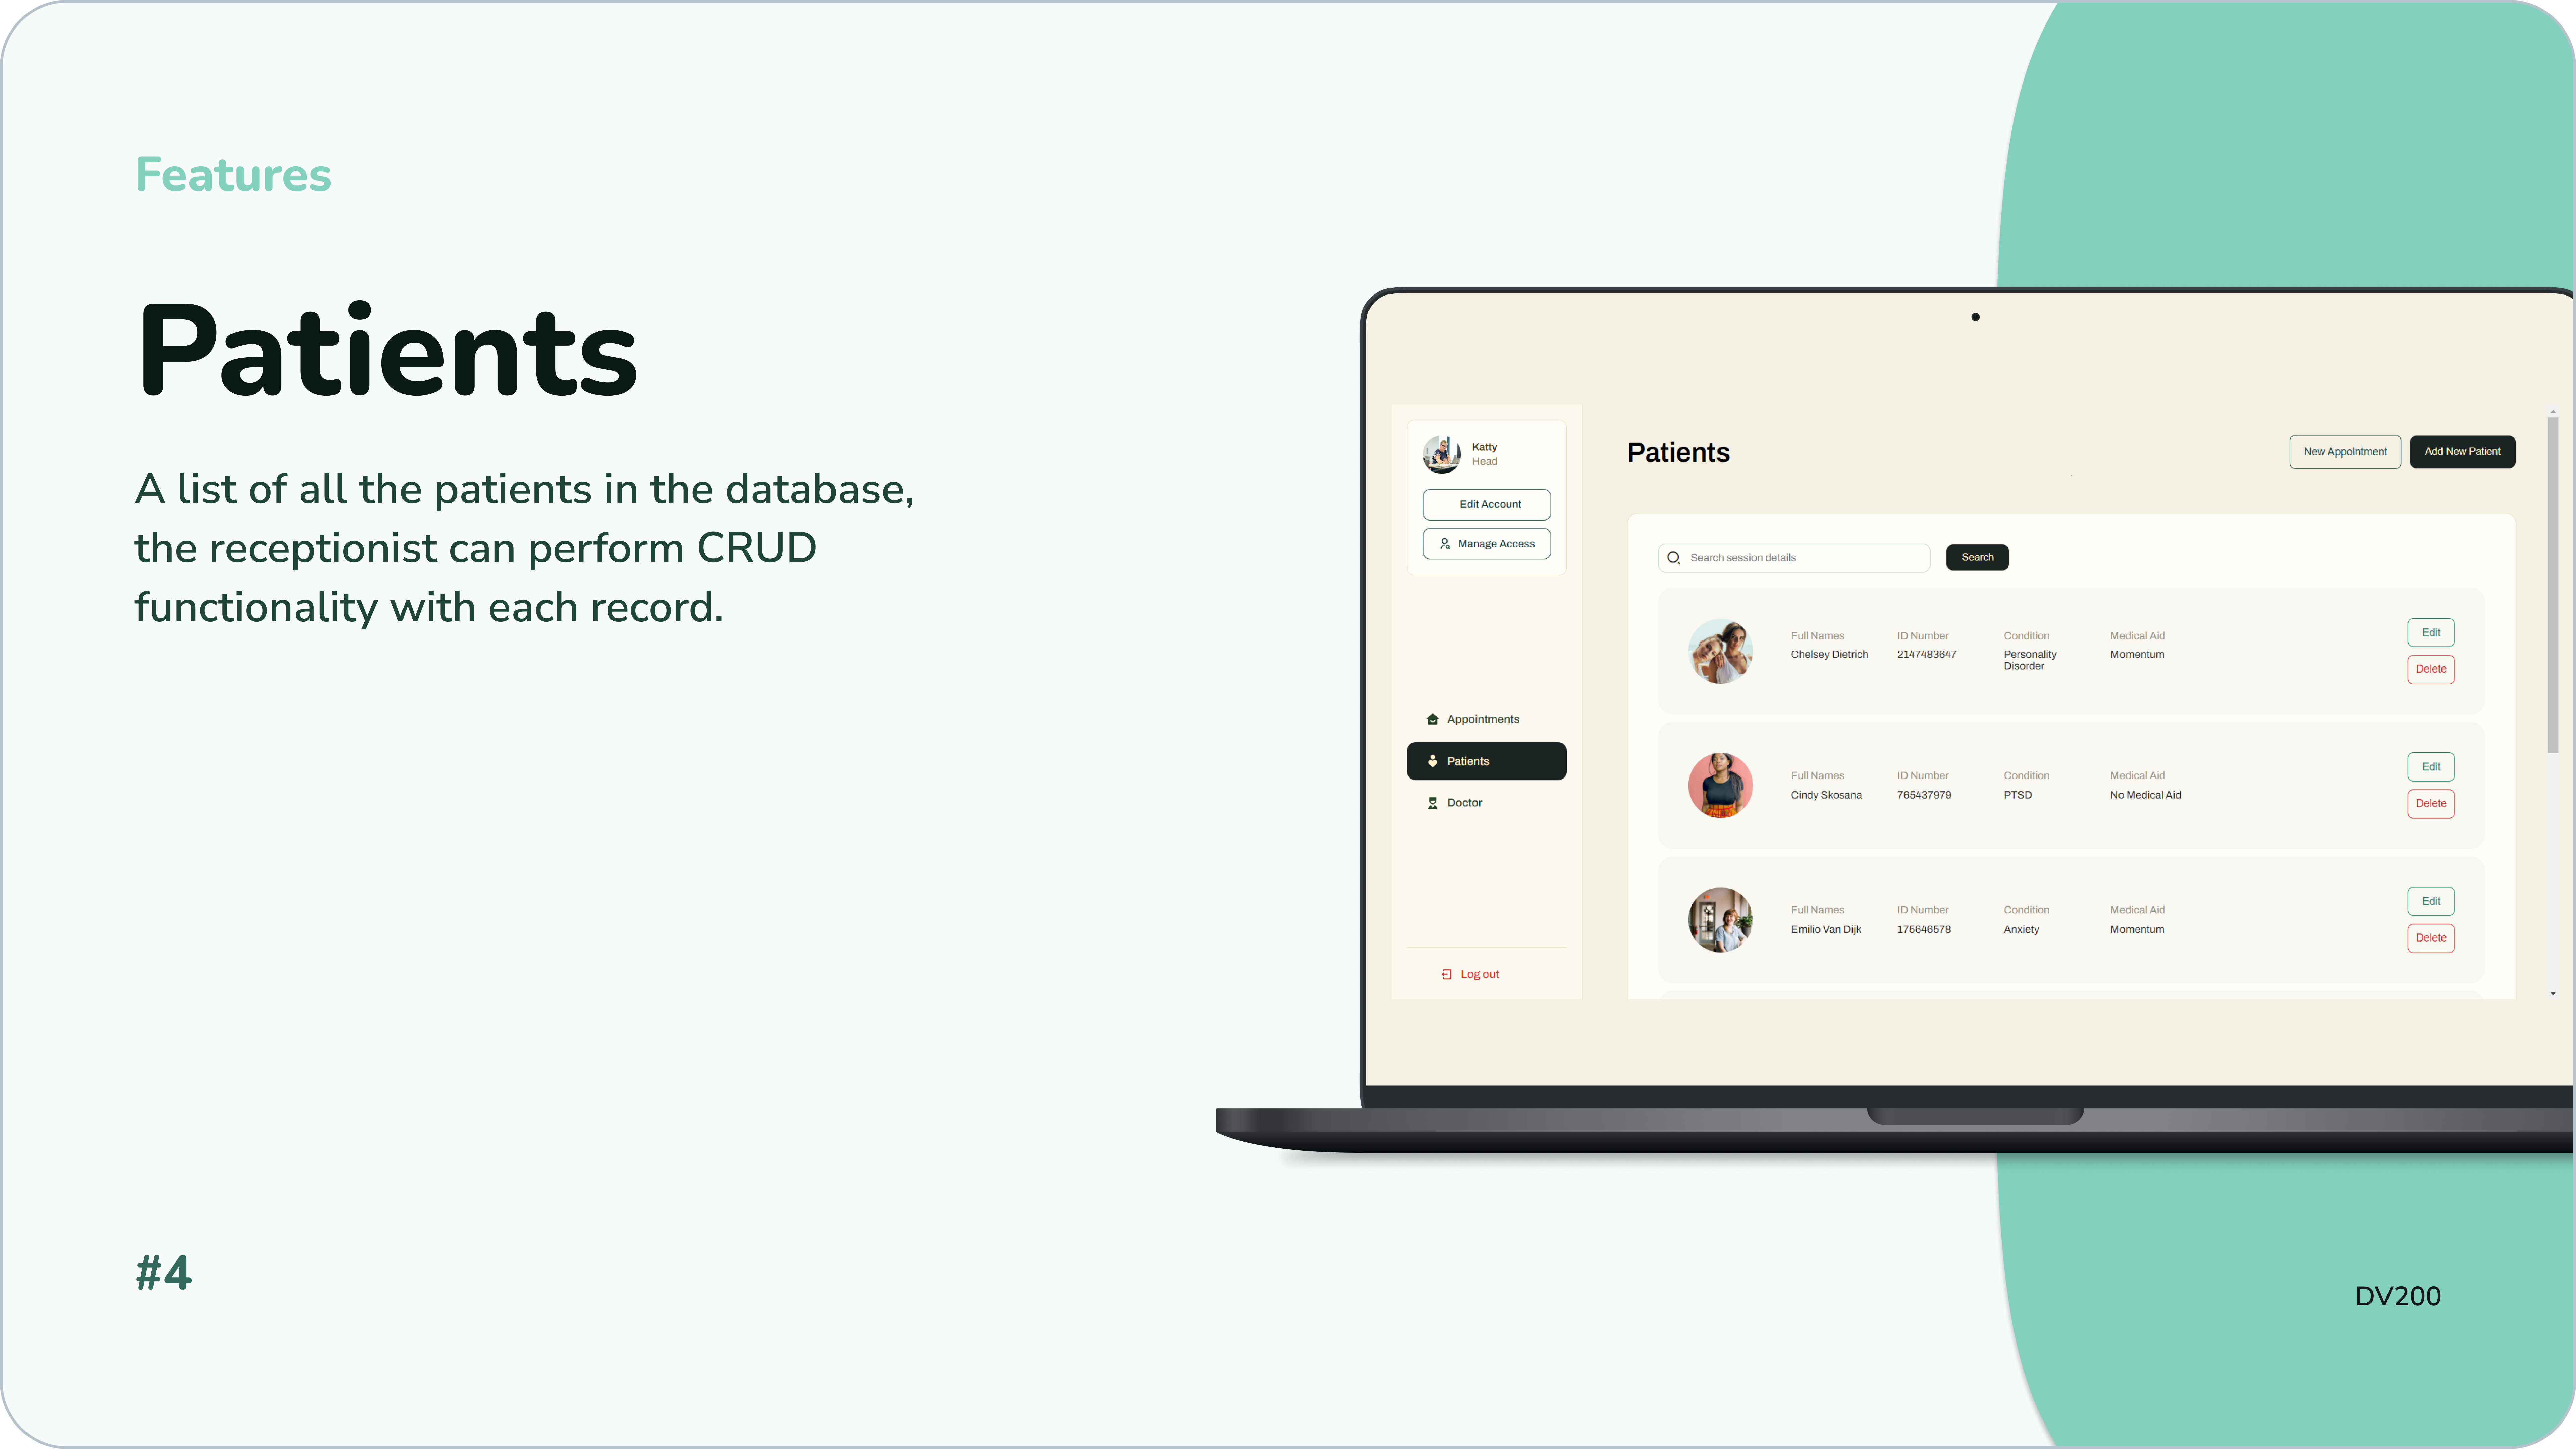 Features
Patients
A list of all the patients in the database,
the receptionist can perform CRUD
functionality with each record.
#4
Katty
Head
Edit Account
Manage Access
Appointments
Patients
Doctor
Log out
Patients
New Appointment
Add New Patient
Search session details
Search
Full Names
ID Number
Condition
Medical Aid
Chelsey Dietrich
2147483647
Personality
Disorder
Momentum
Edit
Delete
Full Names
ID Number
Condition
Medical Aid
Cindy Skosana
765437979
PTSD
No Medical Aid
Edit
Delete
Full Names
ID Number
Condition
Medical Aid
Emilio Van Dijk
175646578
Anxiety
Momentum
Edit
Delete
DV200